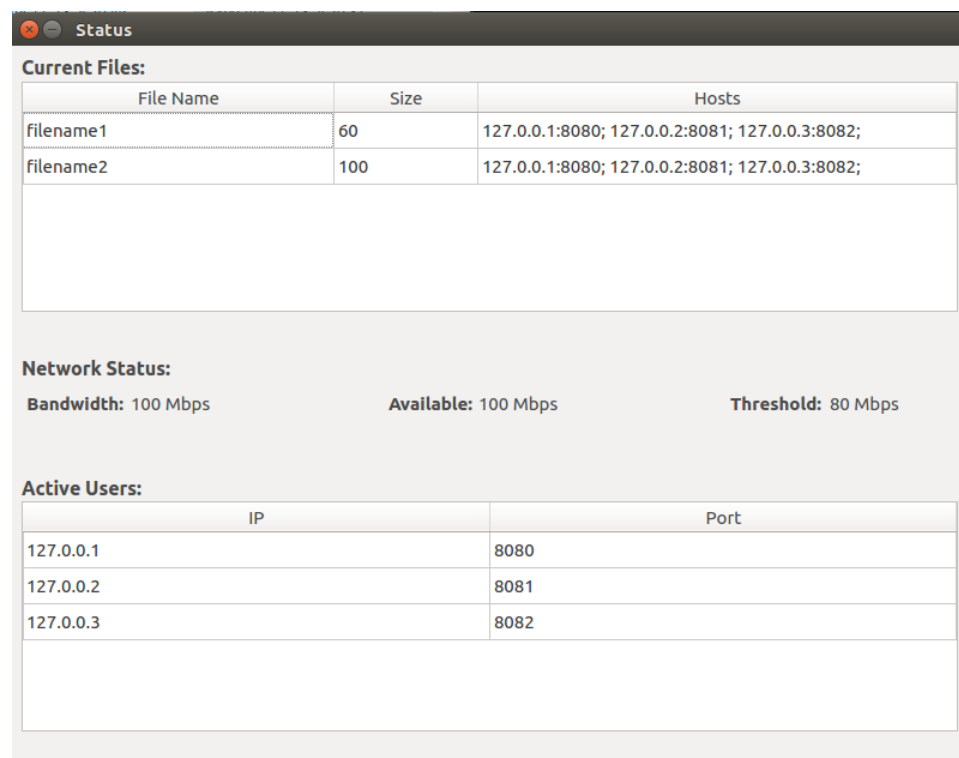 Status
Current Files:
File Name Size Hosts
filename1 60 127.0.0.1:8080; 127.0.0.2:8081; 127.0.0.3:8082;
filename2 100 127.0.0.1:8080; 127.0.0.2:8081; 127.0.0.3:8082;
Network Status:
Bandwidth: 100 Mbps Available: 100 Mbps Threshold: 80 Mbps
Active Users:
IP Port
127.0.0.1 8080
127.0.0.2 8081
127.0.0.3 8082